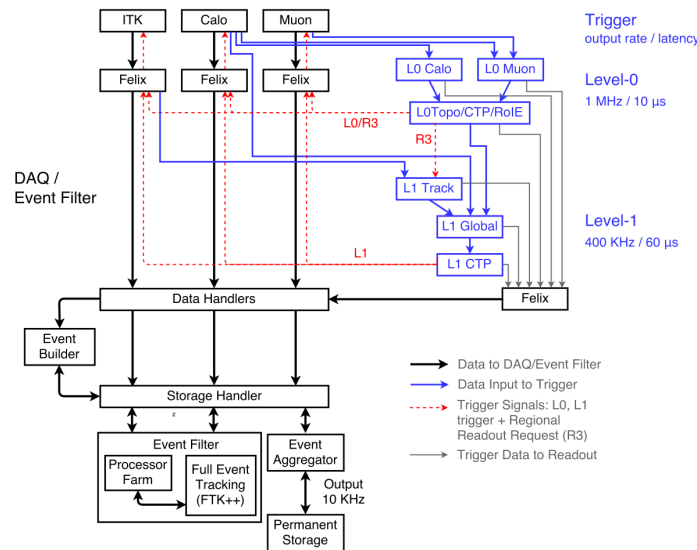 ITK
Calo
Muon
Trigger
output rate / latency
Felix
Felix
Felix
L0 Calo
L0 Muon
Level-0
1 MHz / 10 µs
L0Topo/CTP/RoIE
L0/R3
R3
DAQ /
Event Filter
L1 Track
L1 Global
Level-1
400 KHz / 60 µs
L1
L1 CTP
Data Handlers
Felix
Event
Builder
Storage Handler
z
Data to DAQ/Event Filter
Data Input to Trigger
Trigger Signals: L0, L1
trigger + Regional
Readout Request (R3)
Trigger Data to Readout
Event Filter
Processor
Farm
Full Event
Tracking
(FTK++)
Event
Aggregator
Output
10 KHz
Permanent
Storage